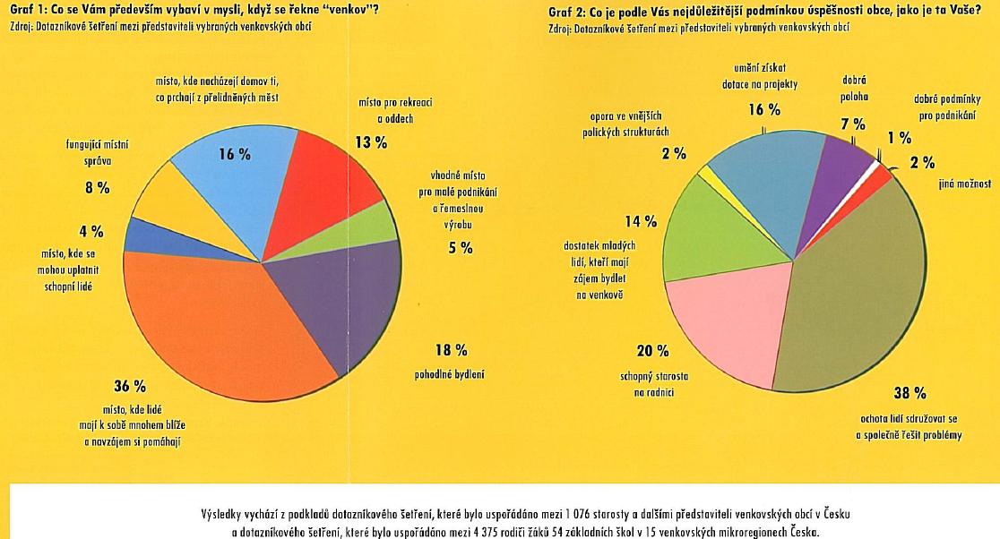 Graf 1: Co se Vám především vybaví v mysli, když se řekne “venkov”?
Zdroj: Dotazníkové šetření mezi představiteli vybraných venkovských obcí
místo, kde nacházejí domov ti,
co prchají z přelidněných měst
16 %
místo pro rekreaci
a oddech
13 %
vhodné místo
pro malé podnikání
a řemeslnou
výrobu
5 %
18 %
pohodlné bydlení
36 %
místo, kde lidé
mají k sobě mnohem blíže
a navzájem si pomáhají
4 %
místo, kde se
mohou uplatnit
schopní lidé
fungující místní
správa
8 %
Graf 2: Co je podle Vás nejdůležitější podmínkou úspěšnosti obce, jako je ta Vaše?
Zdroj: Dotazníkové šetření mezi představiteli vybraných venkovských obcí
umění získat
dotace na projekty
16 %
dobrá
poloha
7 %
dobré podmínky
pro podnikání
1 %
2 %
jiná možnost
38 %
ochota lidí sdružovat se
a společně řešit problémy
20 %
schopný starosta
na radnici
14 %
dostatek mladých
lidí, kteří mají
zájem bydlet
na venkově
opora ve vnějších
polických strukturách
2 %
Výsledky vychází z podkladů dotazníkového šetření, které bylo uspořádáno mezi 1 076 starosty a dalšími představiteli venkovských obcí v Česku
a dotazníkového šetření, které bylo uspořádáno mezi 4 375 rodiči žáků 54 základních škol v 15 venkovských mikroregionech Česka.